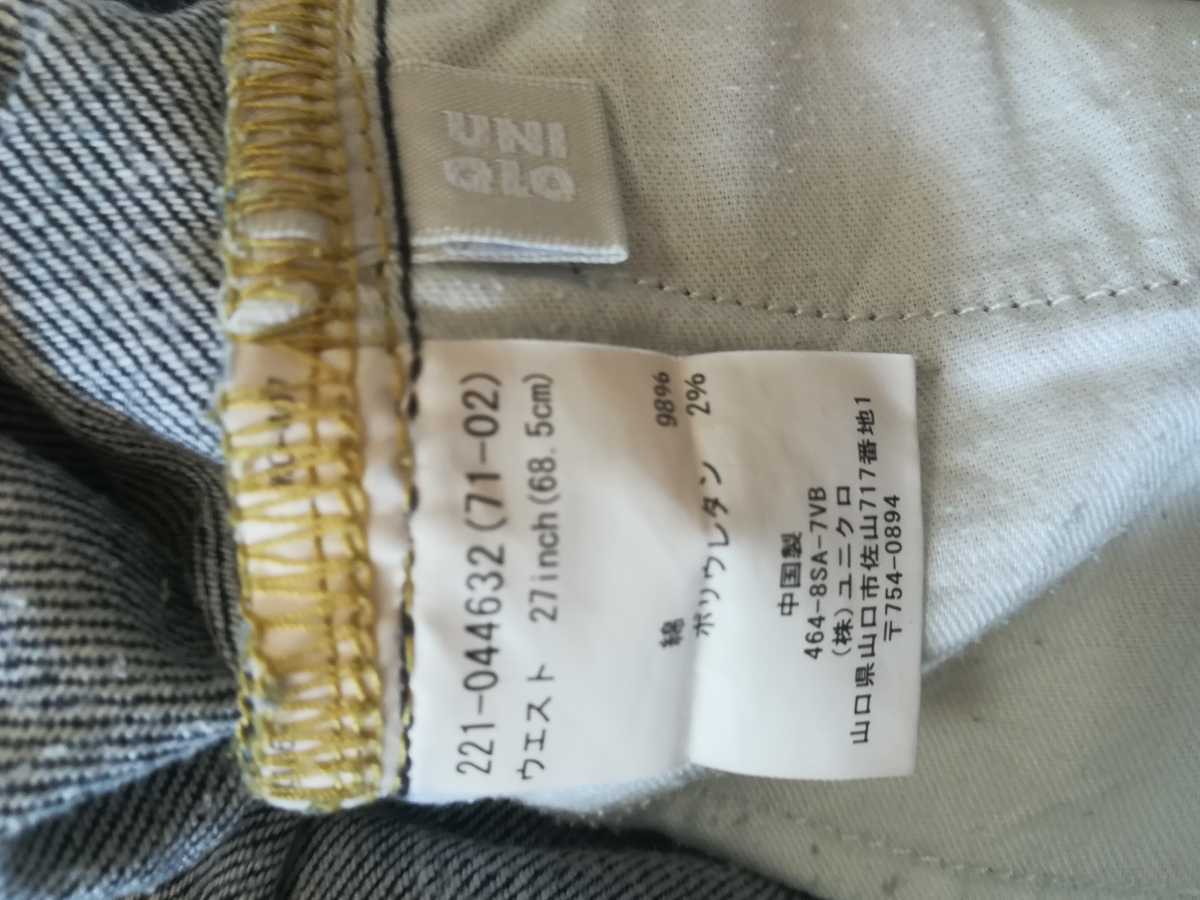 UNI
QLO
221-044632(71-02)
ウエスト 27inch(68.5cm)
綿 98%
ポリウレタン 2%
中国製
464-8SA-7VB
(株)ユニクロ
山口県山口市佐山717番地1
〒754-0894